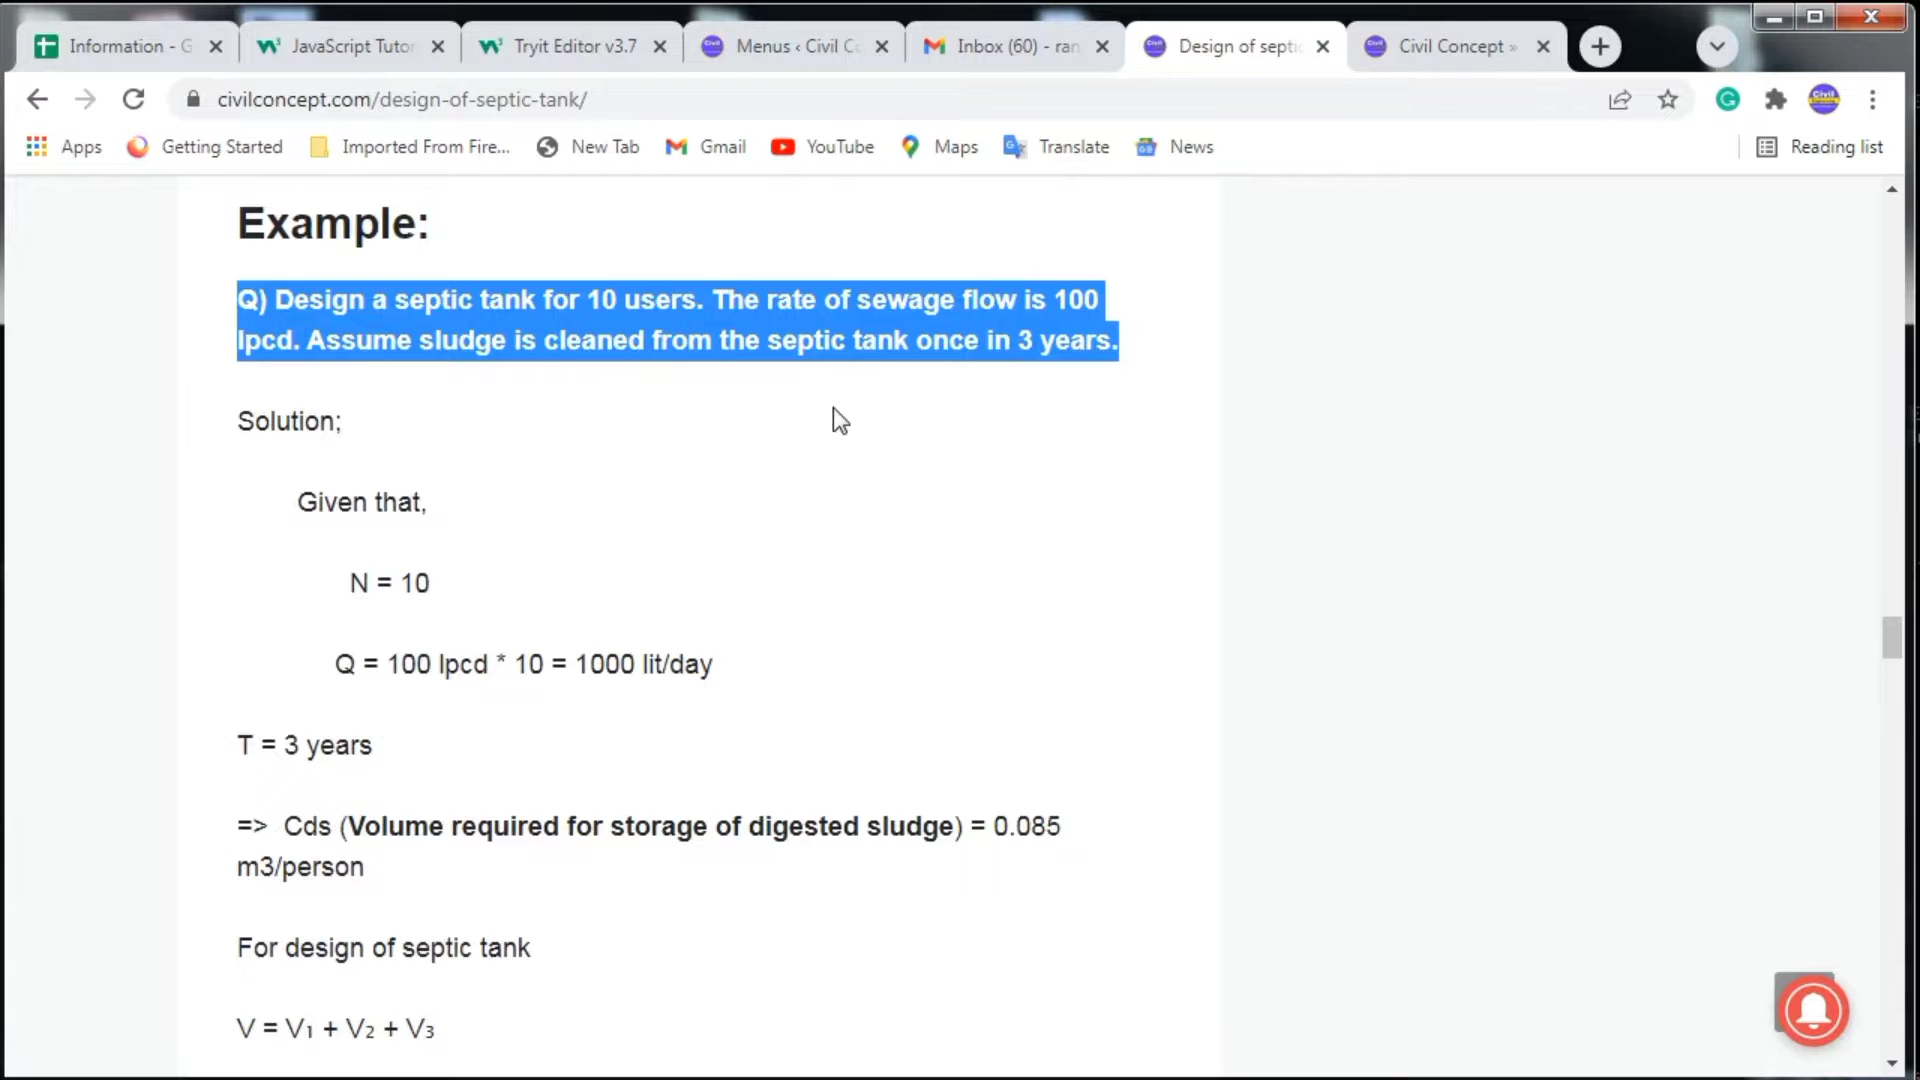 Information - G
JavaScript Tutor
Tryit Editor v3.7
Menus ‹ Civil Co
Inbox (60) - ran
Design of septi
Civil Concept »
civilconcept.com/design-of-septic-tank/
Apps
Getting Started
Imported From Fire...
New Tab
Gmail
YouTube
Maps
Translate
News
Reading list
Example:
Q) Design a septic tank for 10 users. The rate of sewage flow is 100
lpcd. Assume sludge is cleaned from the septic tank once in 3 years.
Solution;
Given that,
N = 10
Q = 100 lpcd * 10 = 1000 lit/day
T = 3 years
=> Cds (Volume required for storage of digested sludge) = 0.085
m3/person
For design of septic tank
V = V₁ + V₂ + V₃